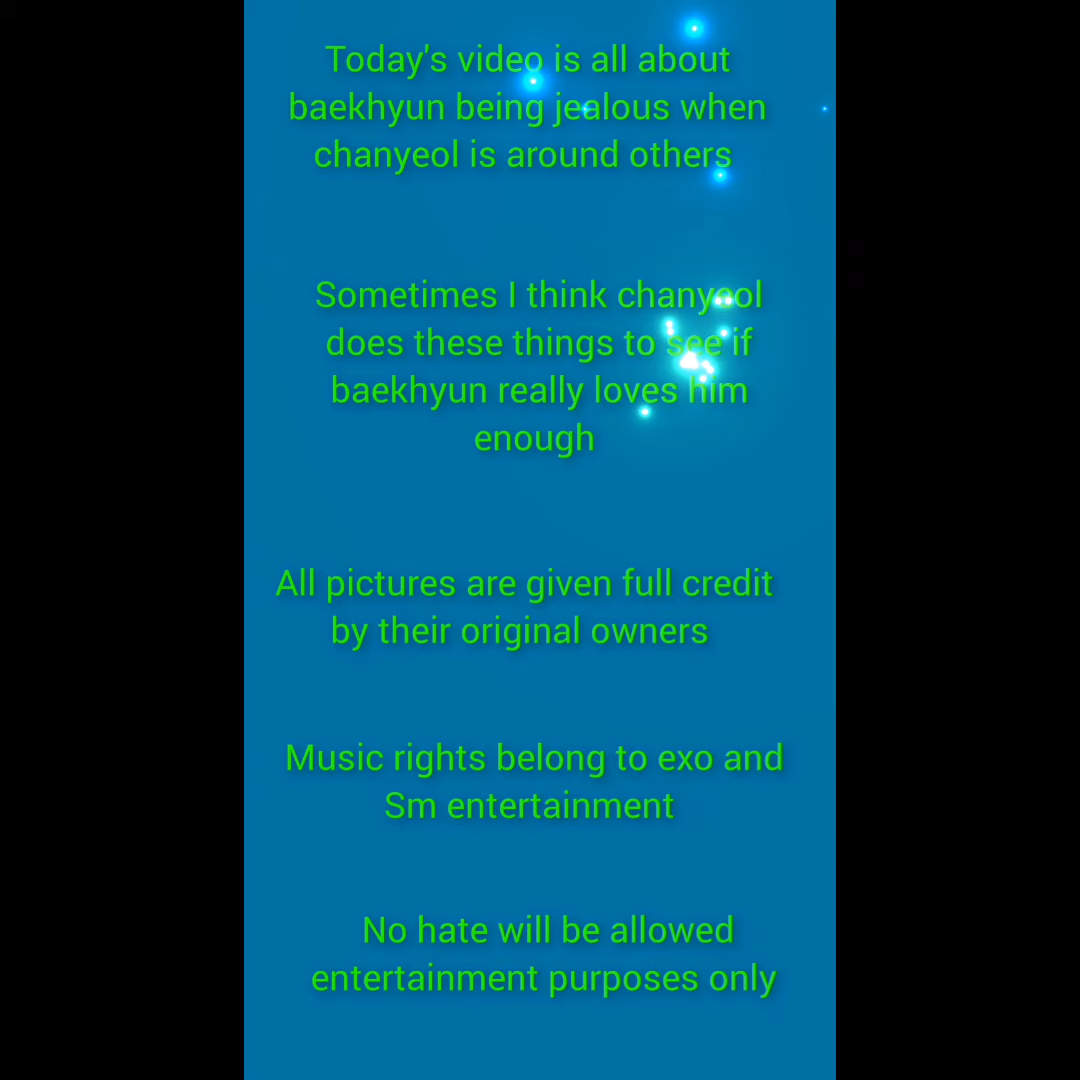 Today's video is all about
baekhyun being jealous when
chanyeol is around others
Sometimes I think chanyeol
does these things to see if
baekhyun really loves him
enough
All pictures are given full credit
by their original owners
Music rights belong to exo and
Sm entertainment
No hate will be allowed
entertainment purposes only